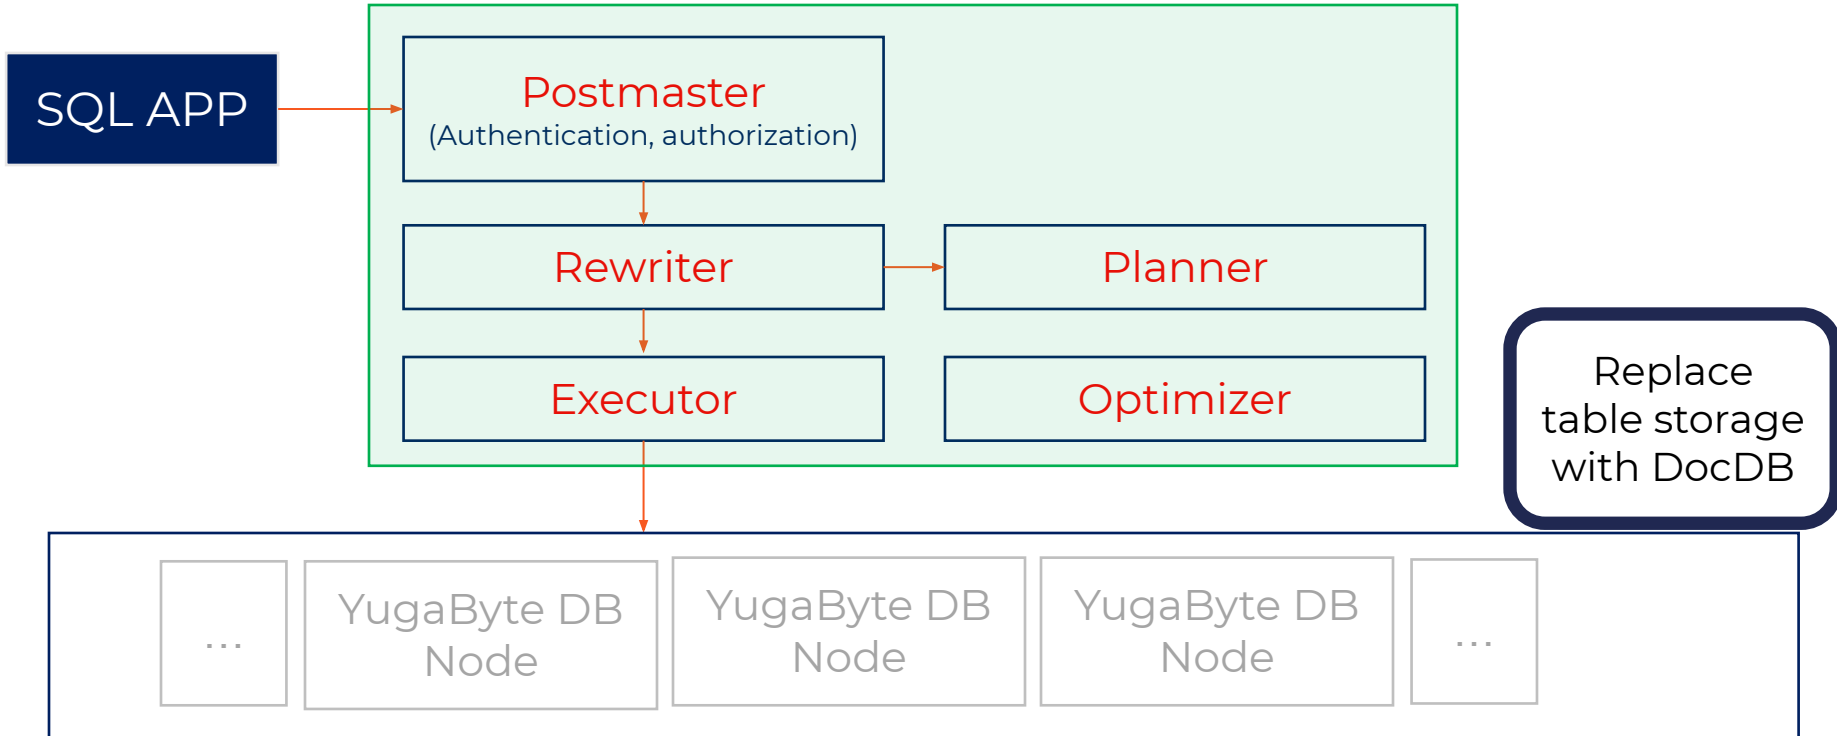 SQL APP
Postmaster
(Authentication, authorization)
Rewriter
Planner
Executor
Optimizer
Replace
table storage
with DocDB
...
YugaByte DB
Node
YugaByte DB
Node
YugaByte DB
Node
...